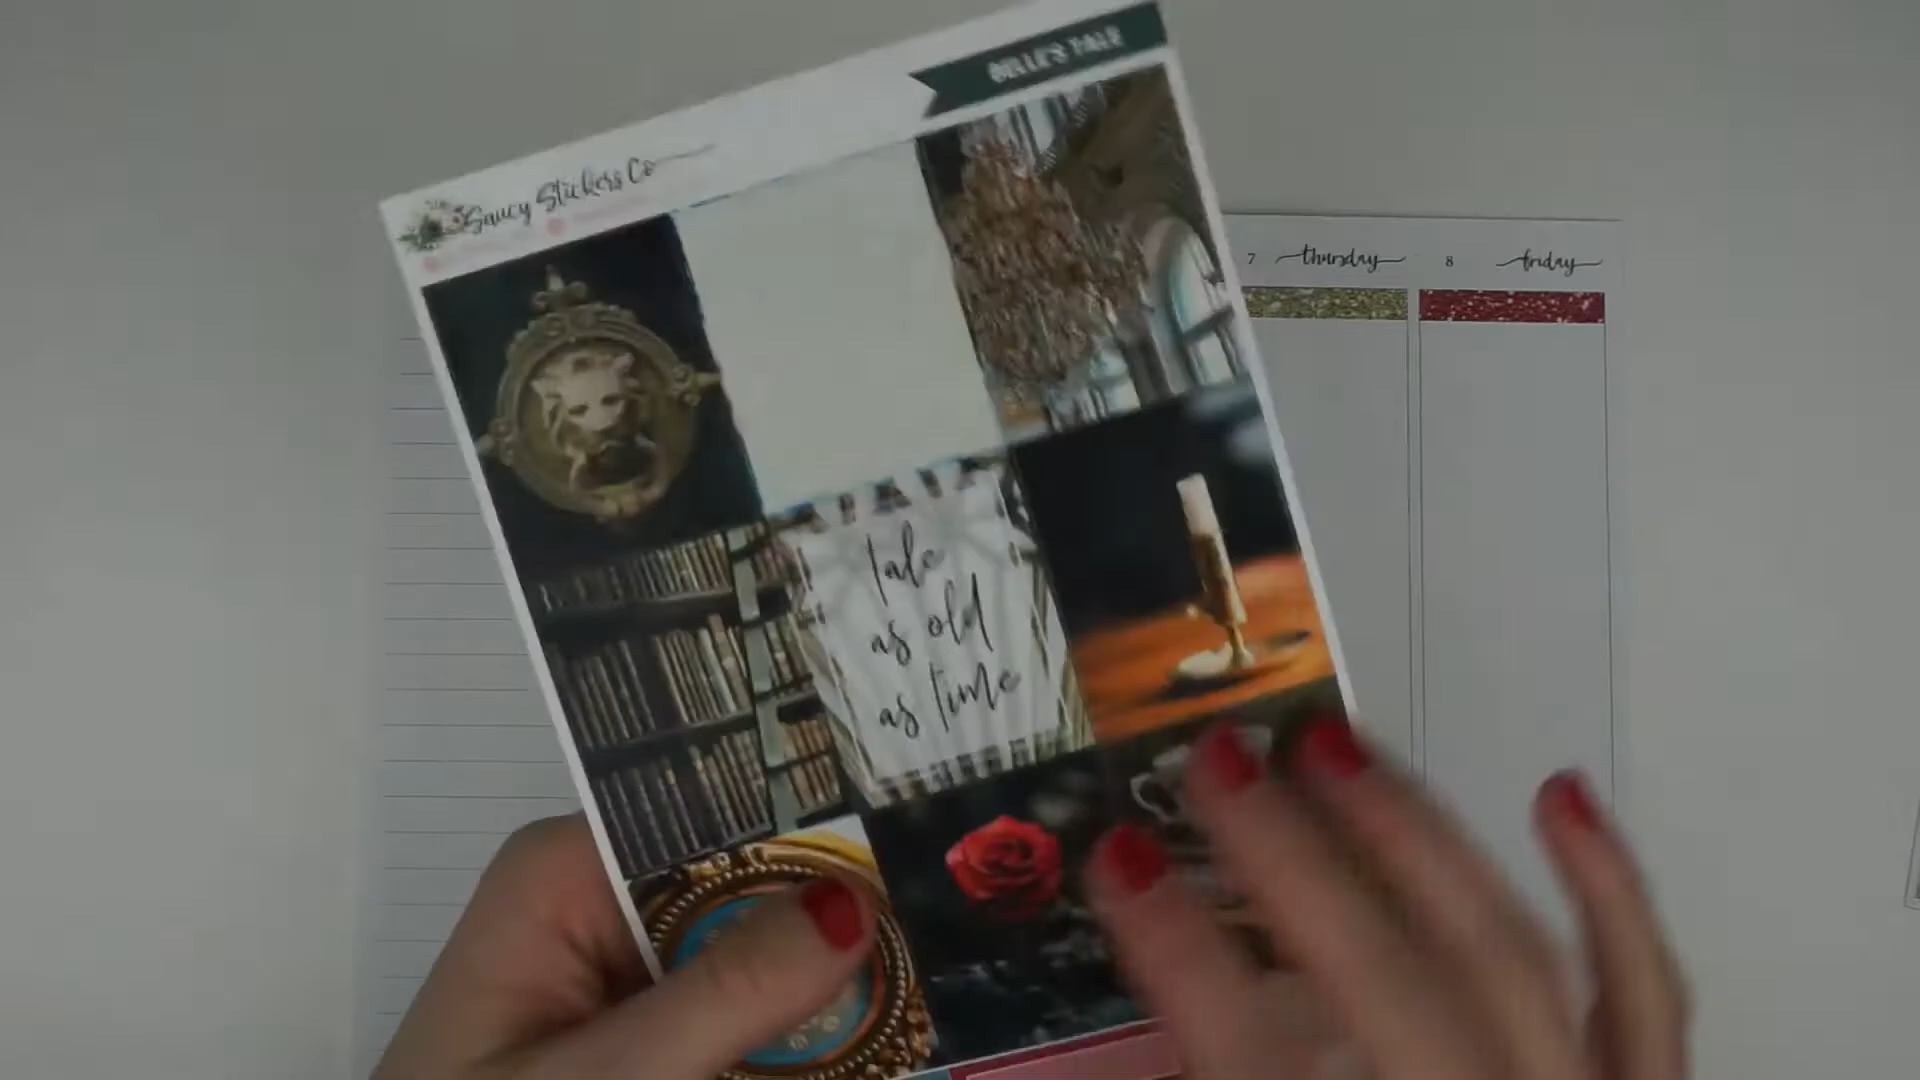 BELLE'S TALE
Saucy Stickers Co
7 thursday 8 friday
tale
as old
as time